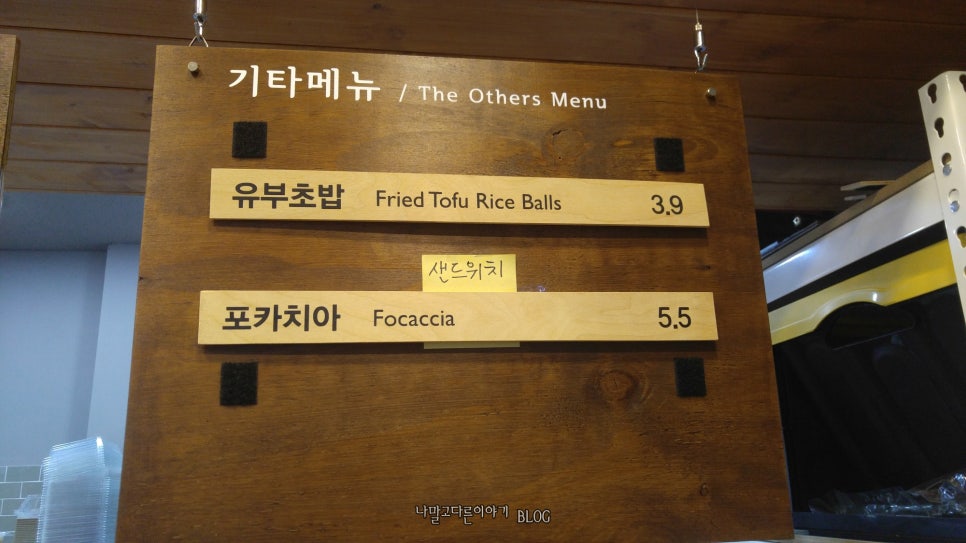 기타메뉴 / The Others Menu
유부초밥 Fried Tofu Rice Balls 3.9
샌드위치
포카치아 Focaccia 5.5
나말고다른이야기 BLOG